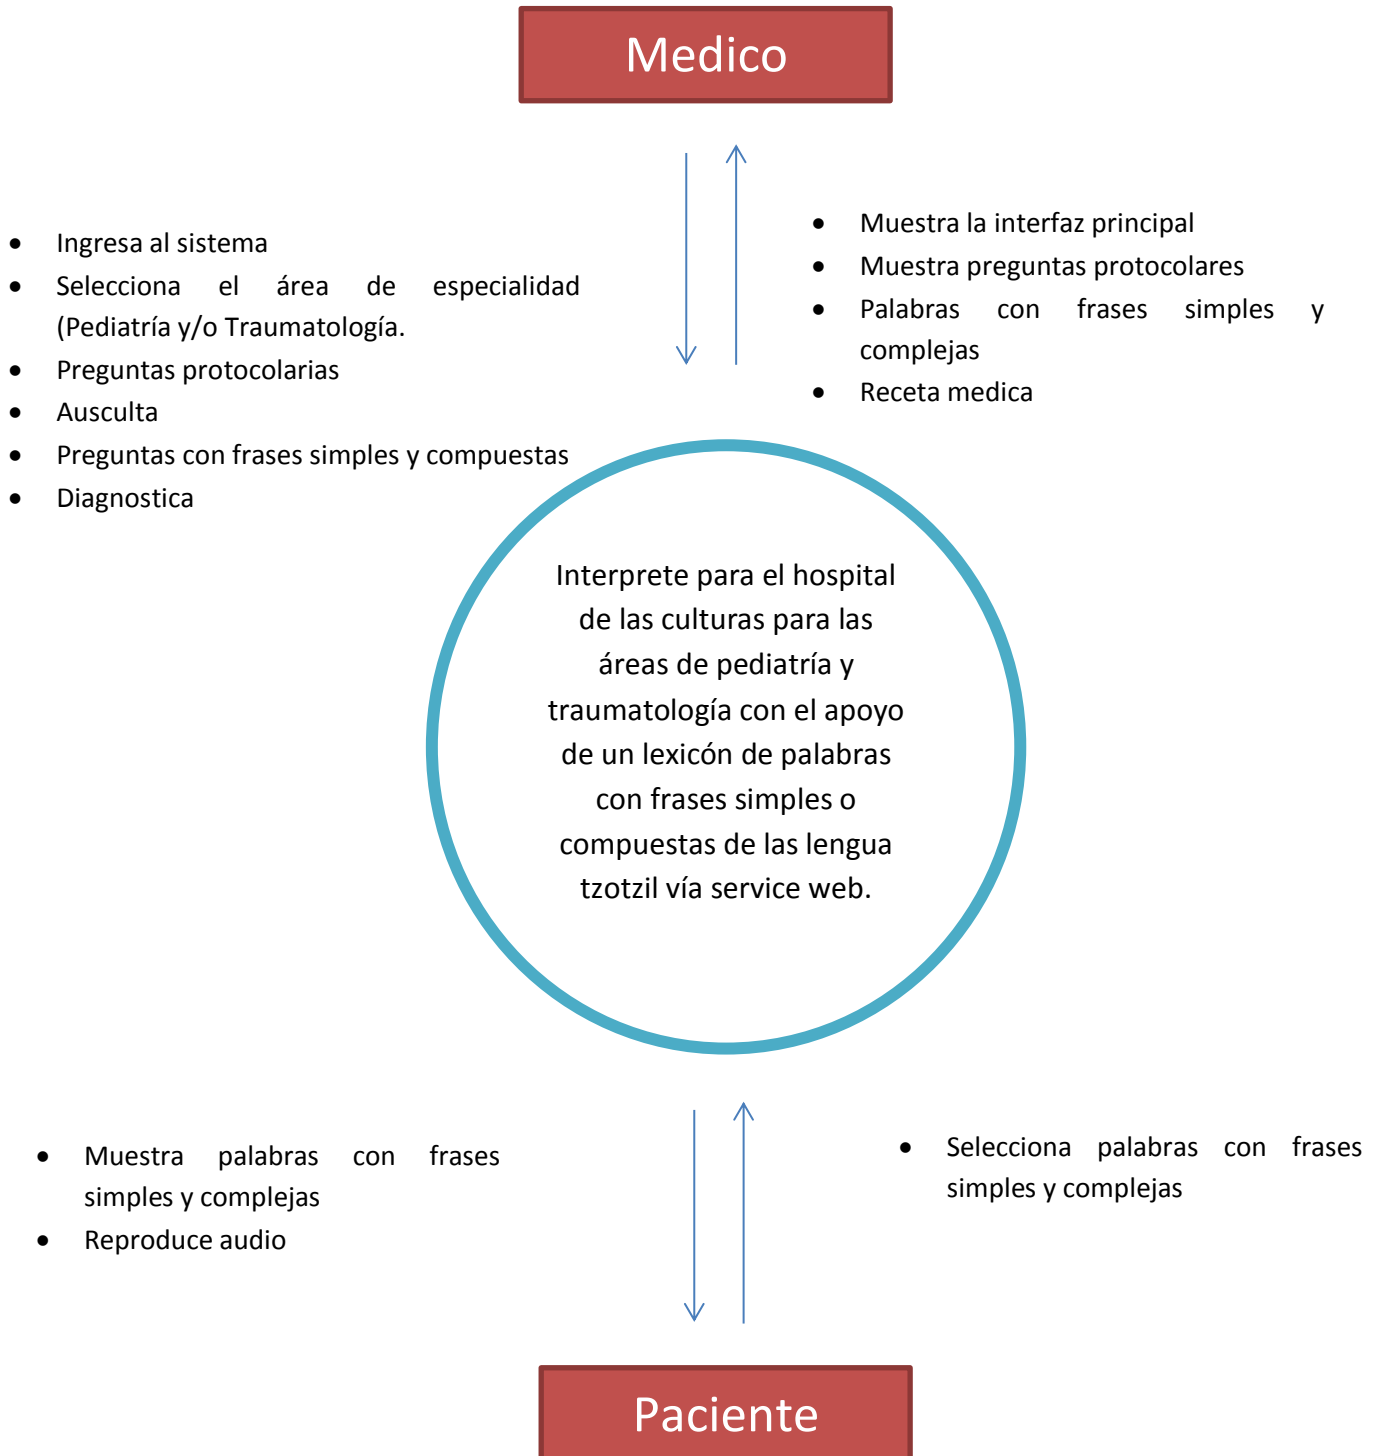 Medico
• Ingresa al sistema
• Selecciona el área de especialidad
(Pediatría y/o Traumatología.
• Preguntas protocolarias
• Ausculta
• Preguntas con frases simples y compuestas
• Diagnostica
• Muestra la interfaz principal
• Muestra preguntas protocolares
• Palabras con frases simples y
complejas
• Receta medica
Interprete para el hospital
de las culturas para las
áreas de pediatría y
traumatología con el apoyo
de un lexicón de palabras
con frases simples o
compuestas de las lengua
tzotzil vía service web.
• Muestra palabras con frases
simples y complejas
• Reproduce audio
• Selecciona palabras con frases
simples y complejas
Paciente